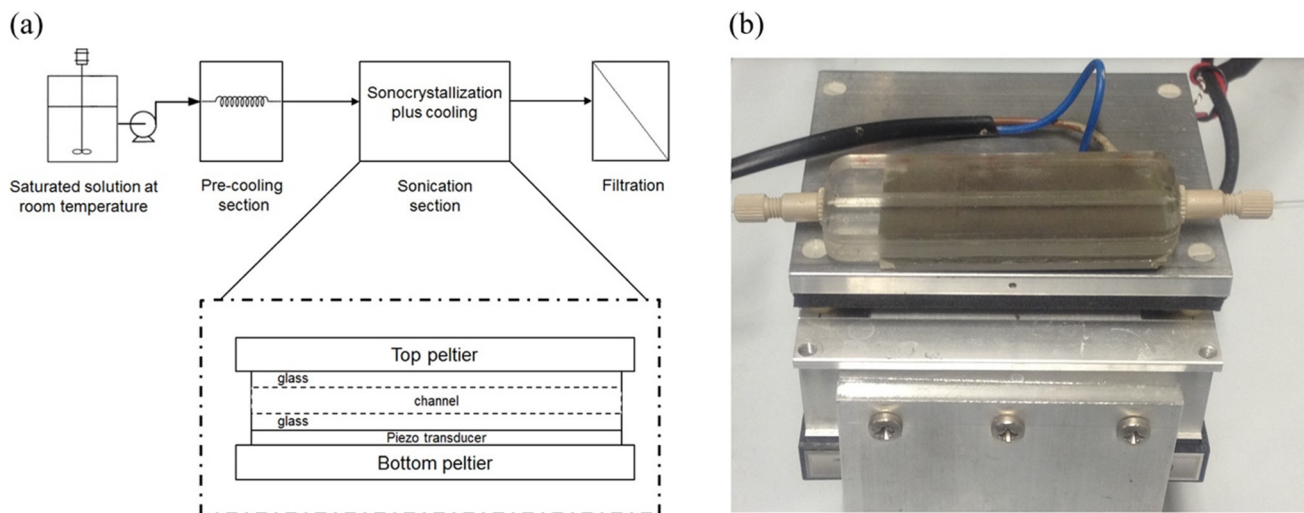 (a)
(b)
Saturated solution at
room temperature
Pre-cooling
section
Sonocrystallization
plus cooling
Sonication
section
Filtration
Top peltier
glass
channel
glass
Piezo transducer
Bottom peltier